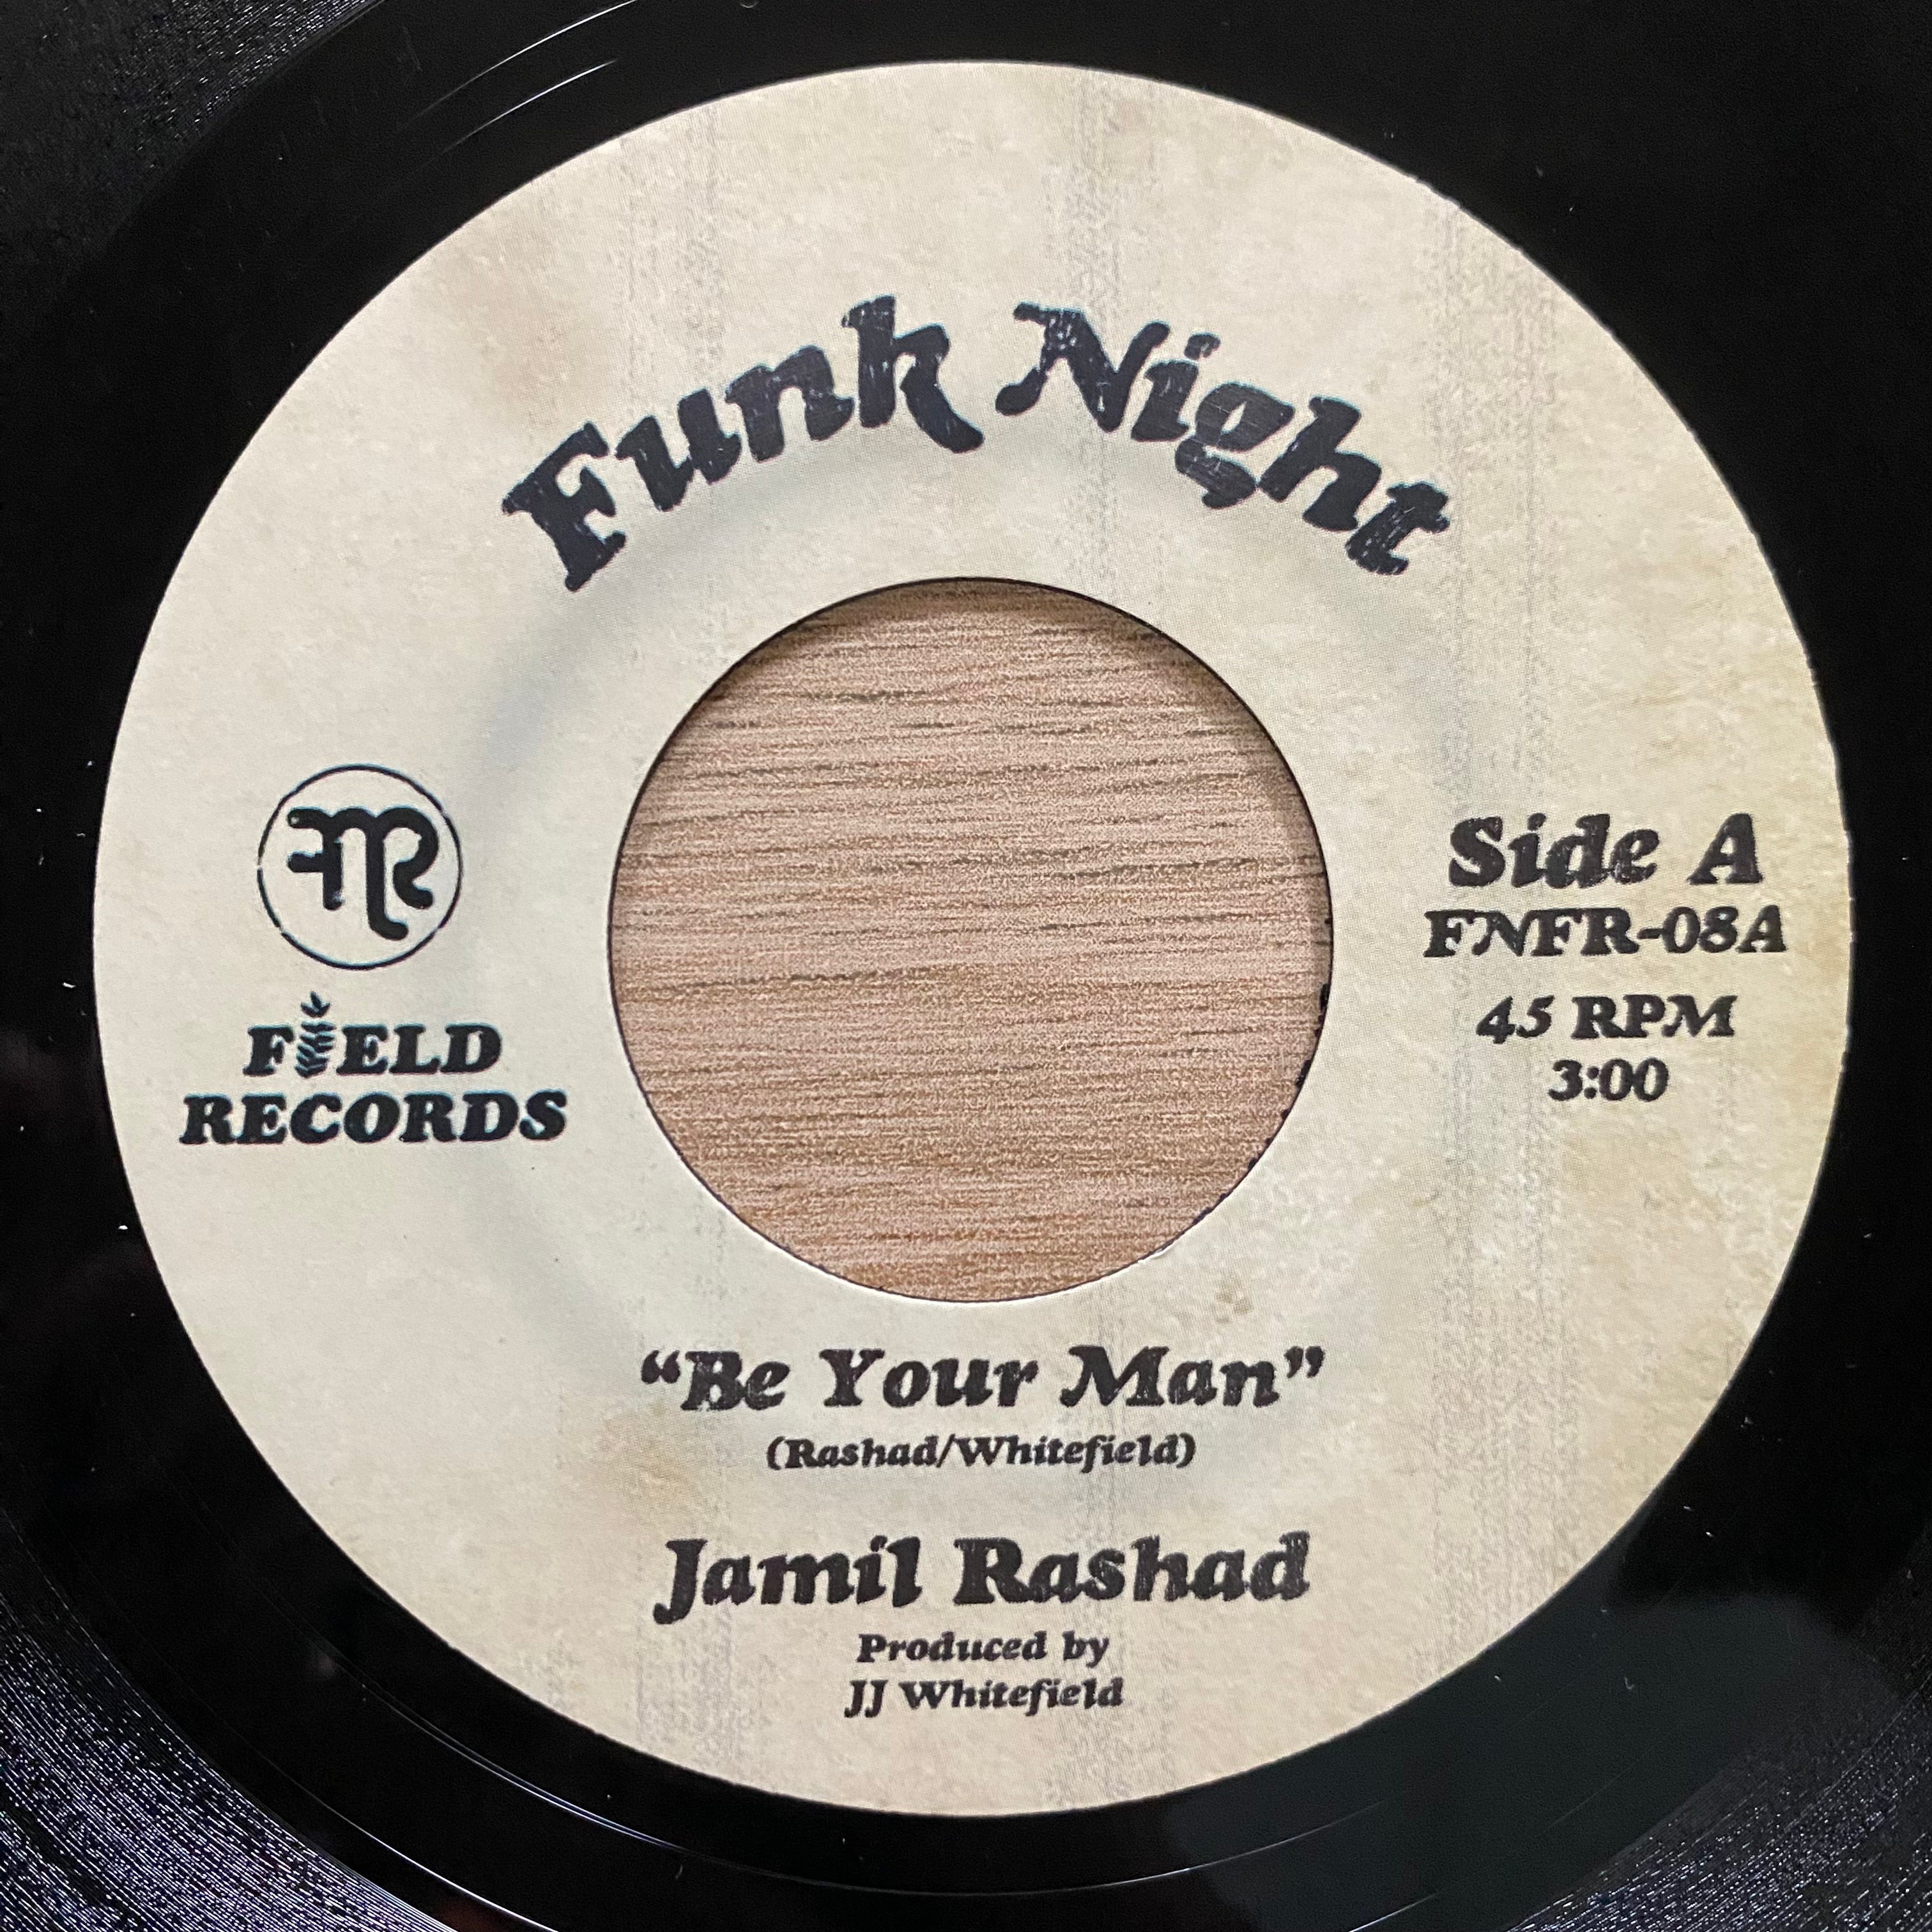 Funk Night
FNR
FIELD
RECORDS
Side A
FNFR-08A
45 RPM
3:00
“Be Your Man”
(Rashad/Whitefield)
Jamil Rashad
Produced by
JJ Whitefield